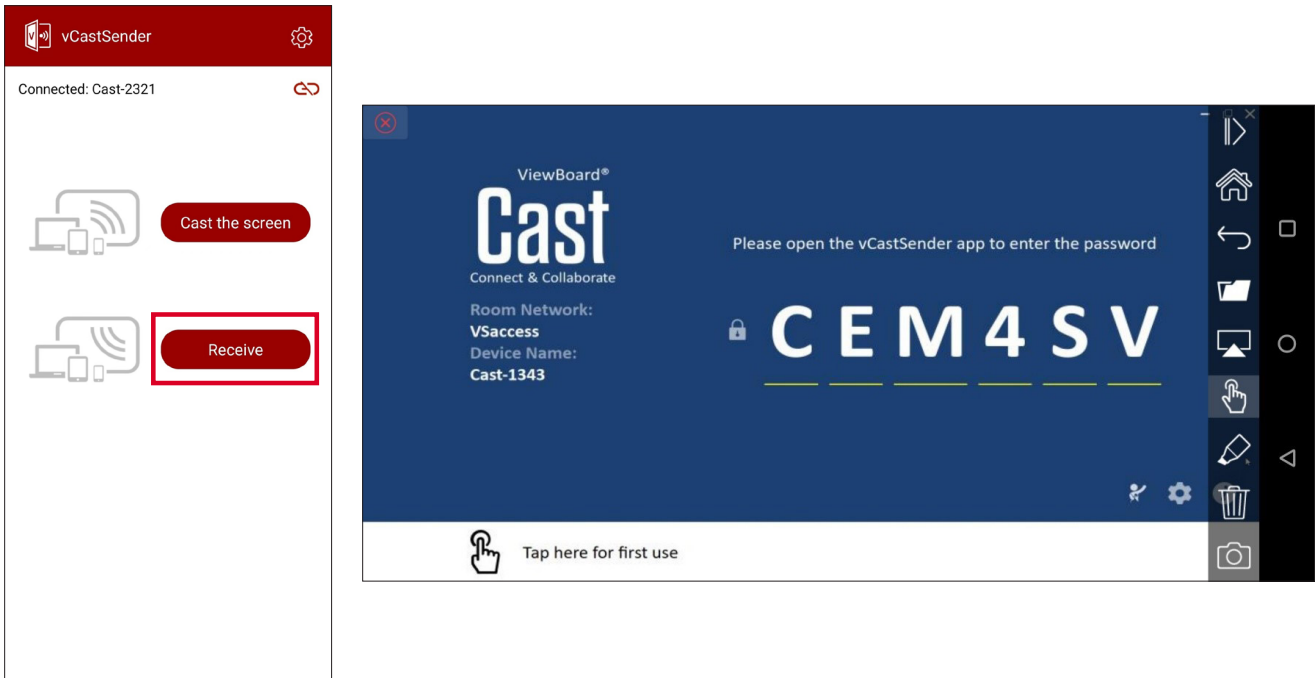 vCastSender
Connected: Cast-2321
Cast the screen
Receive
ViewBoard®
Cast
Connect & Collaborate
Room Network:
VSaccess
Device Name:
Cast-1343
Please open the vCastSender app to enter the password
C E M 4 S V
Tap here for first use